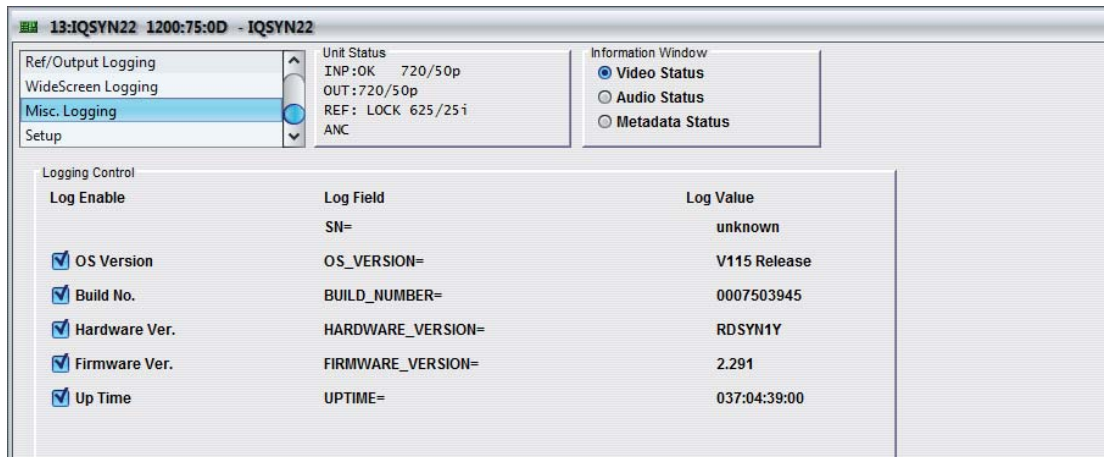 13:IQSYN22 1200:75:0D - IQSYN22
Ref/Output Logging
WideScreen Logging
Misc. Logging
Setup
Unit Status
INP:OK 720/50p
OUT:720/50p
REF: LOCK 625/25i
ANC
Information Window
Video Status
Audio Status
Metadata Status
Logging Control
Log Enable Log Field Log Value
SN= unknown
OS Version OS_VERSION= V115 Release
Build No. BUILD_NUMBER= 0007503945
Hardware Ver. HARDWARE_VERSION= RDSYN1Y
Firmware Ver. FIRMWARE_VERSION= 2.291
Up Time UPTIME= 037:04:39:00